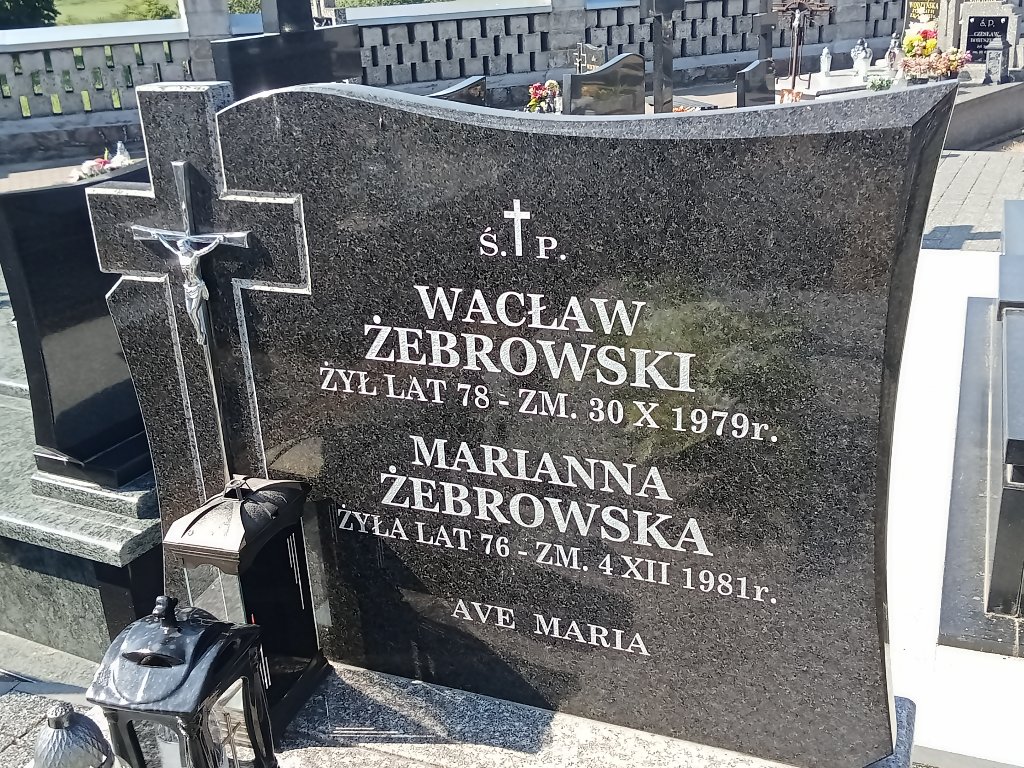 Ś. P.
WACŁAW
ŻEBROWSKI
ŻYŁ LAT 78 - ZM. 30 X 1979r.
MARIANNA
ŻEBROWSKA
ŻYŁA LAT 76 - ZM. 4 XII 1981r.
AVE MARIA
Ś.P.
CZESŁAW